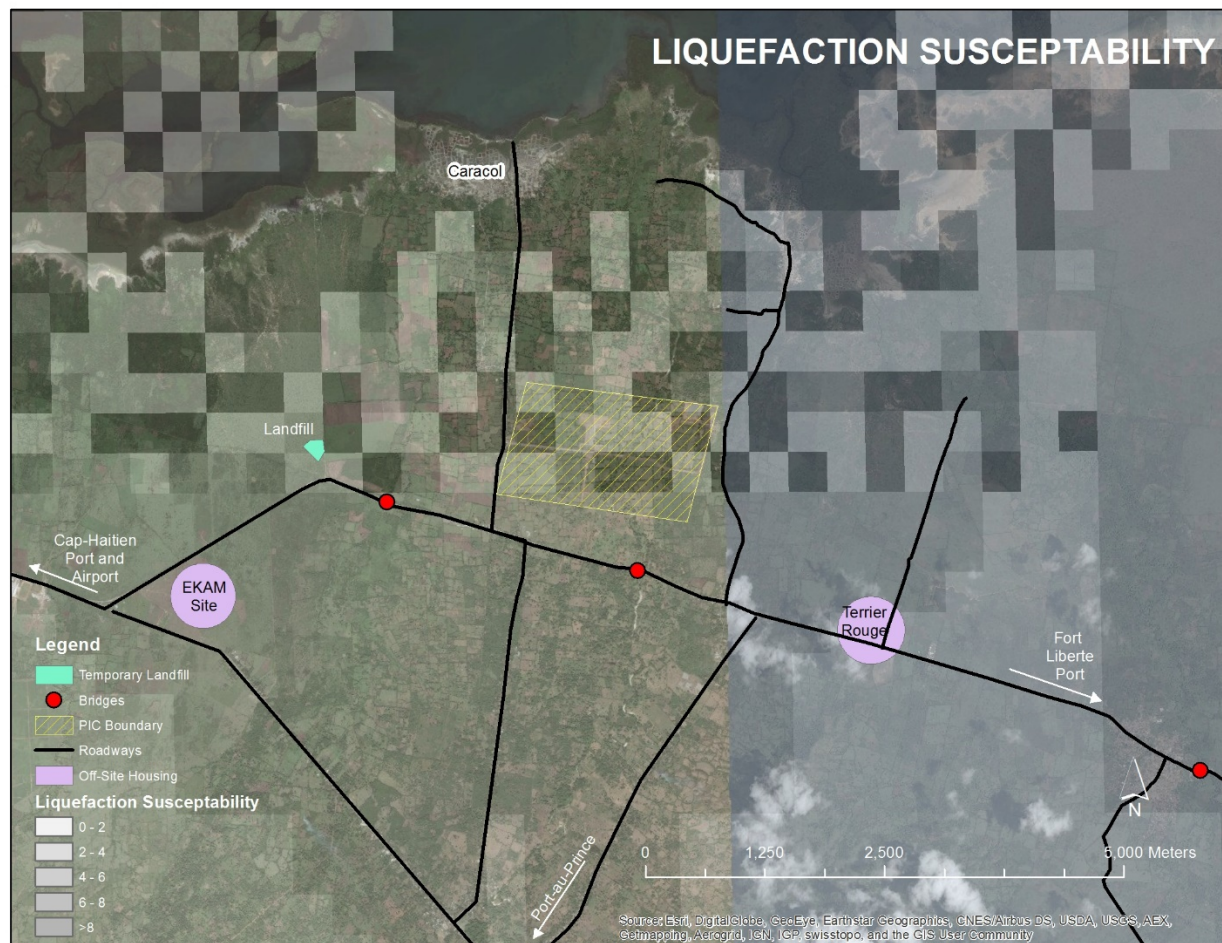 LIQUEFACTION SUSCEPTABILITY
Caracol
Landfill
Cap-Haitien
Port and
Airport
EKAM
Site
Terrier
Rouge
Fort
Liberte
Port
Legend
Temporary Landfill
Bridges
PIC Boundary
Roadways
Off-Site Housing
Liquefaction Susceptability
0 - 2
2 - 4
4 - 6
6 - 8
>8
Port-au-Prince
N
0 1,250 2,500 5,000 Meters
Source: Esri, DigitalGlobe, GeoEye, Earthstar Geographics, CNES/Airbus DS, USDA, USGS, AEX,
Getmapping, Aerogrid, IGN, IGP, swisstopo, and the GIS User Community